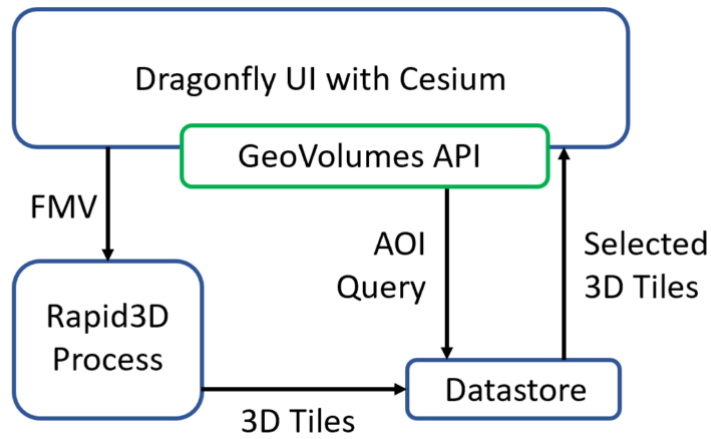 Dragonfly UI with Cesium
GeoVolumes API
FMV
AOI
Query
Selected
3D Tiles
Rapid3D
Process
Datastore
3D Tiles